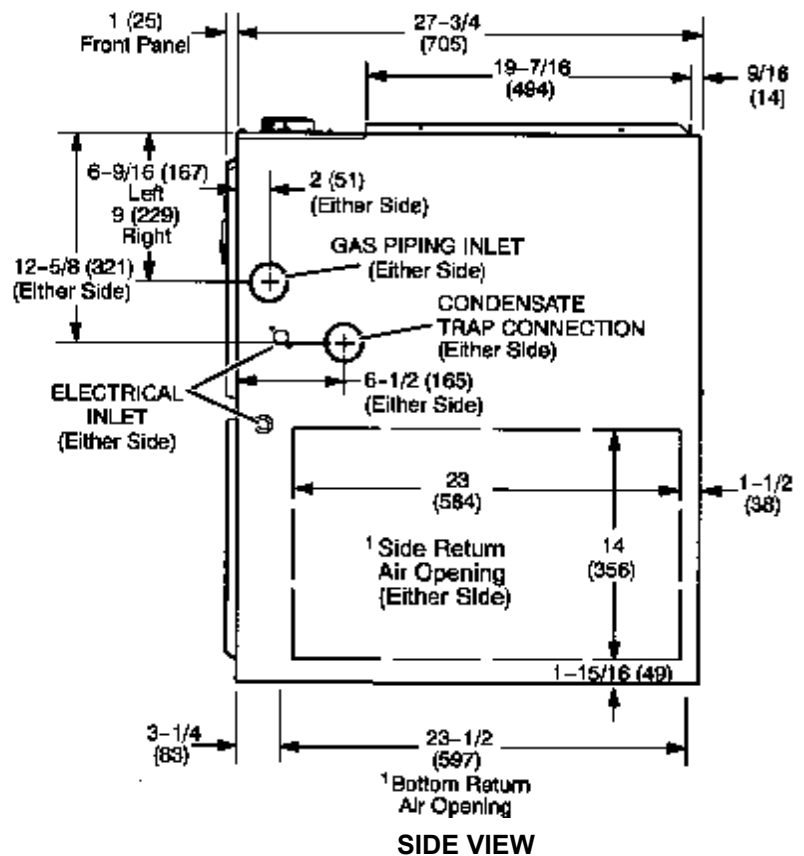 1 (25)
Front Panel
27–3/4
(705)
19–7/16
(494)
9/16
(14]
6–9/16 (167)
Left
9 (229)
Right
2 (51)
(Either Side)
12–5/8 (321)
(Either Side)
GAS PIPING INLET
(Either Side)
CONDENSATE
TRAP CONNECTION
(Either Side)
6–1/2 (165)
(Either Side)
ELECTRICAL
INLET
(Either Side)
23
(584)
1–1/2
(38)
1 Side Return
Air Opening
(Either Side)
14
(356)
1–15/16 (49)
3–1/4
(83)
23–1/2
(597)
1 Bottom Return
Air Opening
SIDE VIEW